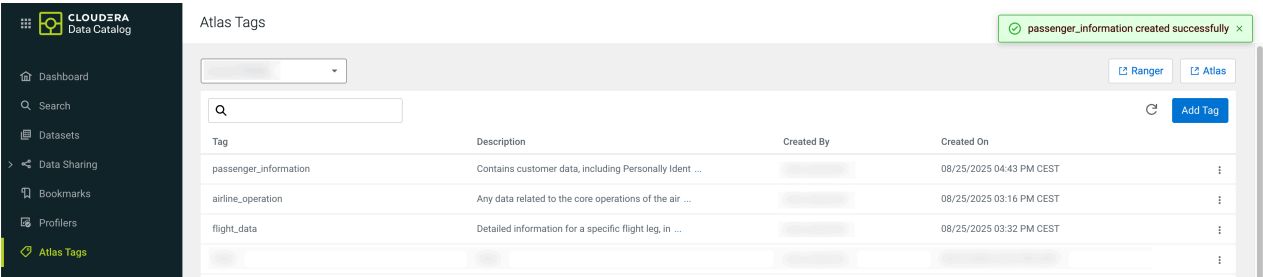 CLOUDERA
Data Catalog
Dashboard
Search
Datasets
Data Sharing
Bookmarks
Profilers
Atlas Tags
Atlas Tags
passenger_information created successfully ×
Ranger
Atlas
Add Tag
Tag Description Created By Created On
passenger_information Contains customer data, including Personally Ident ... 08/25/2025 04:43 PM CEST
airline_operation Any data related to the core operations of the air ... 08/25/2025 03:16 PM CEST
flight_data Detailed information for a specific flight leg, in ... 08/25/2025 03:32 PM CEST